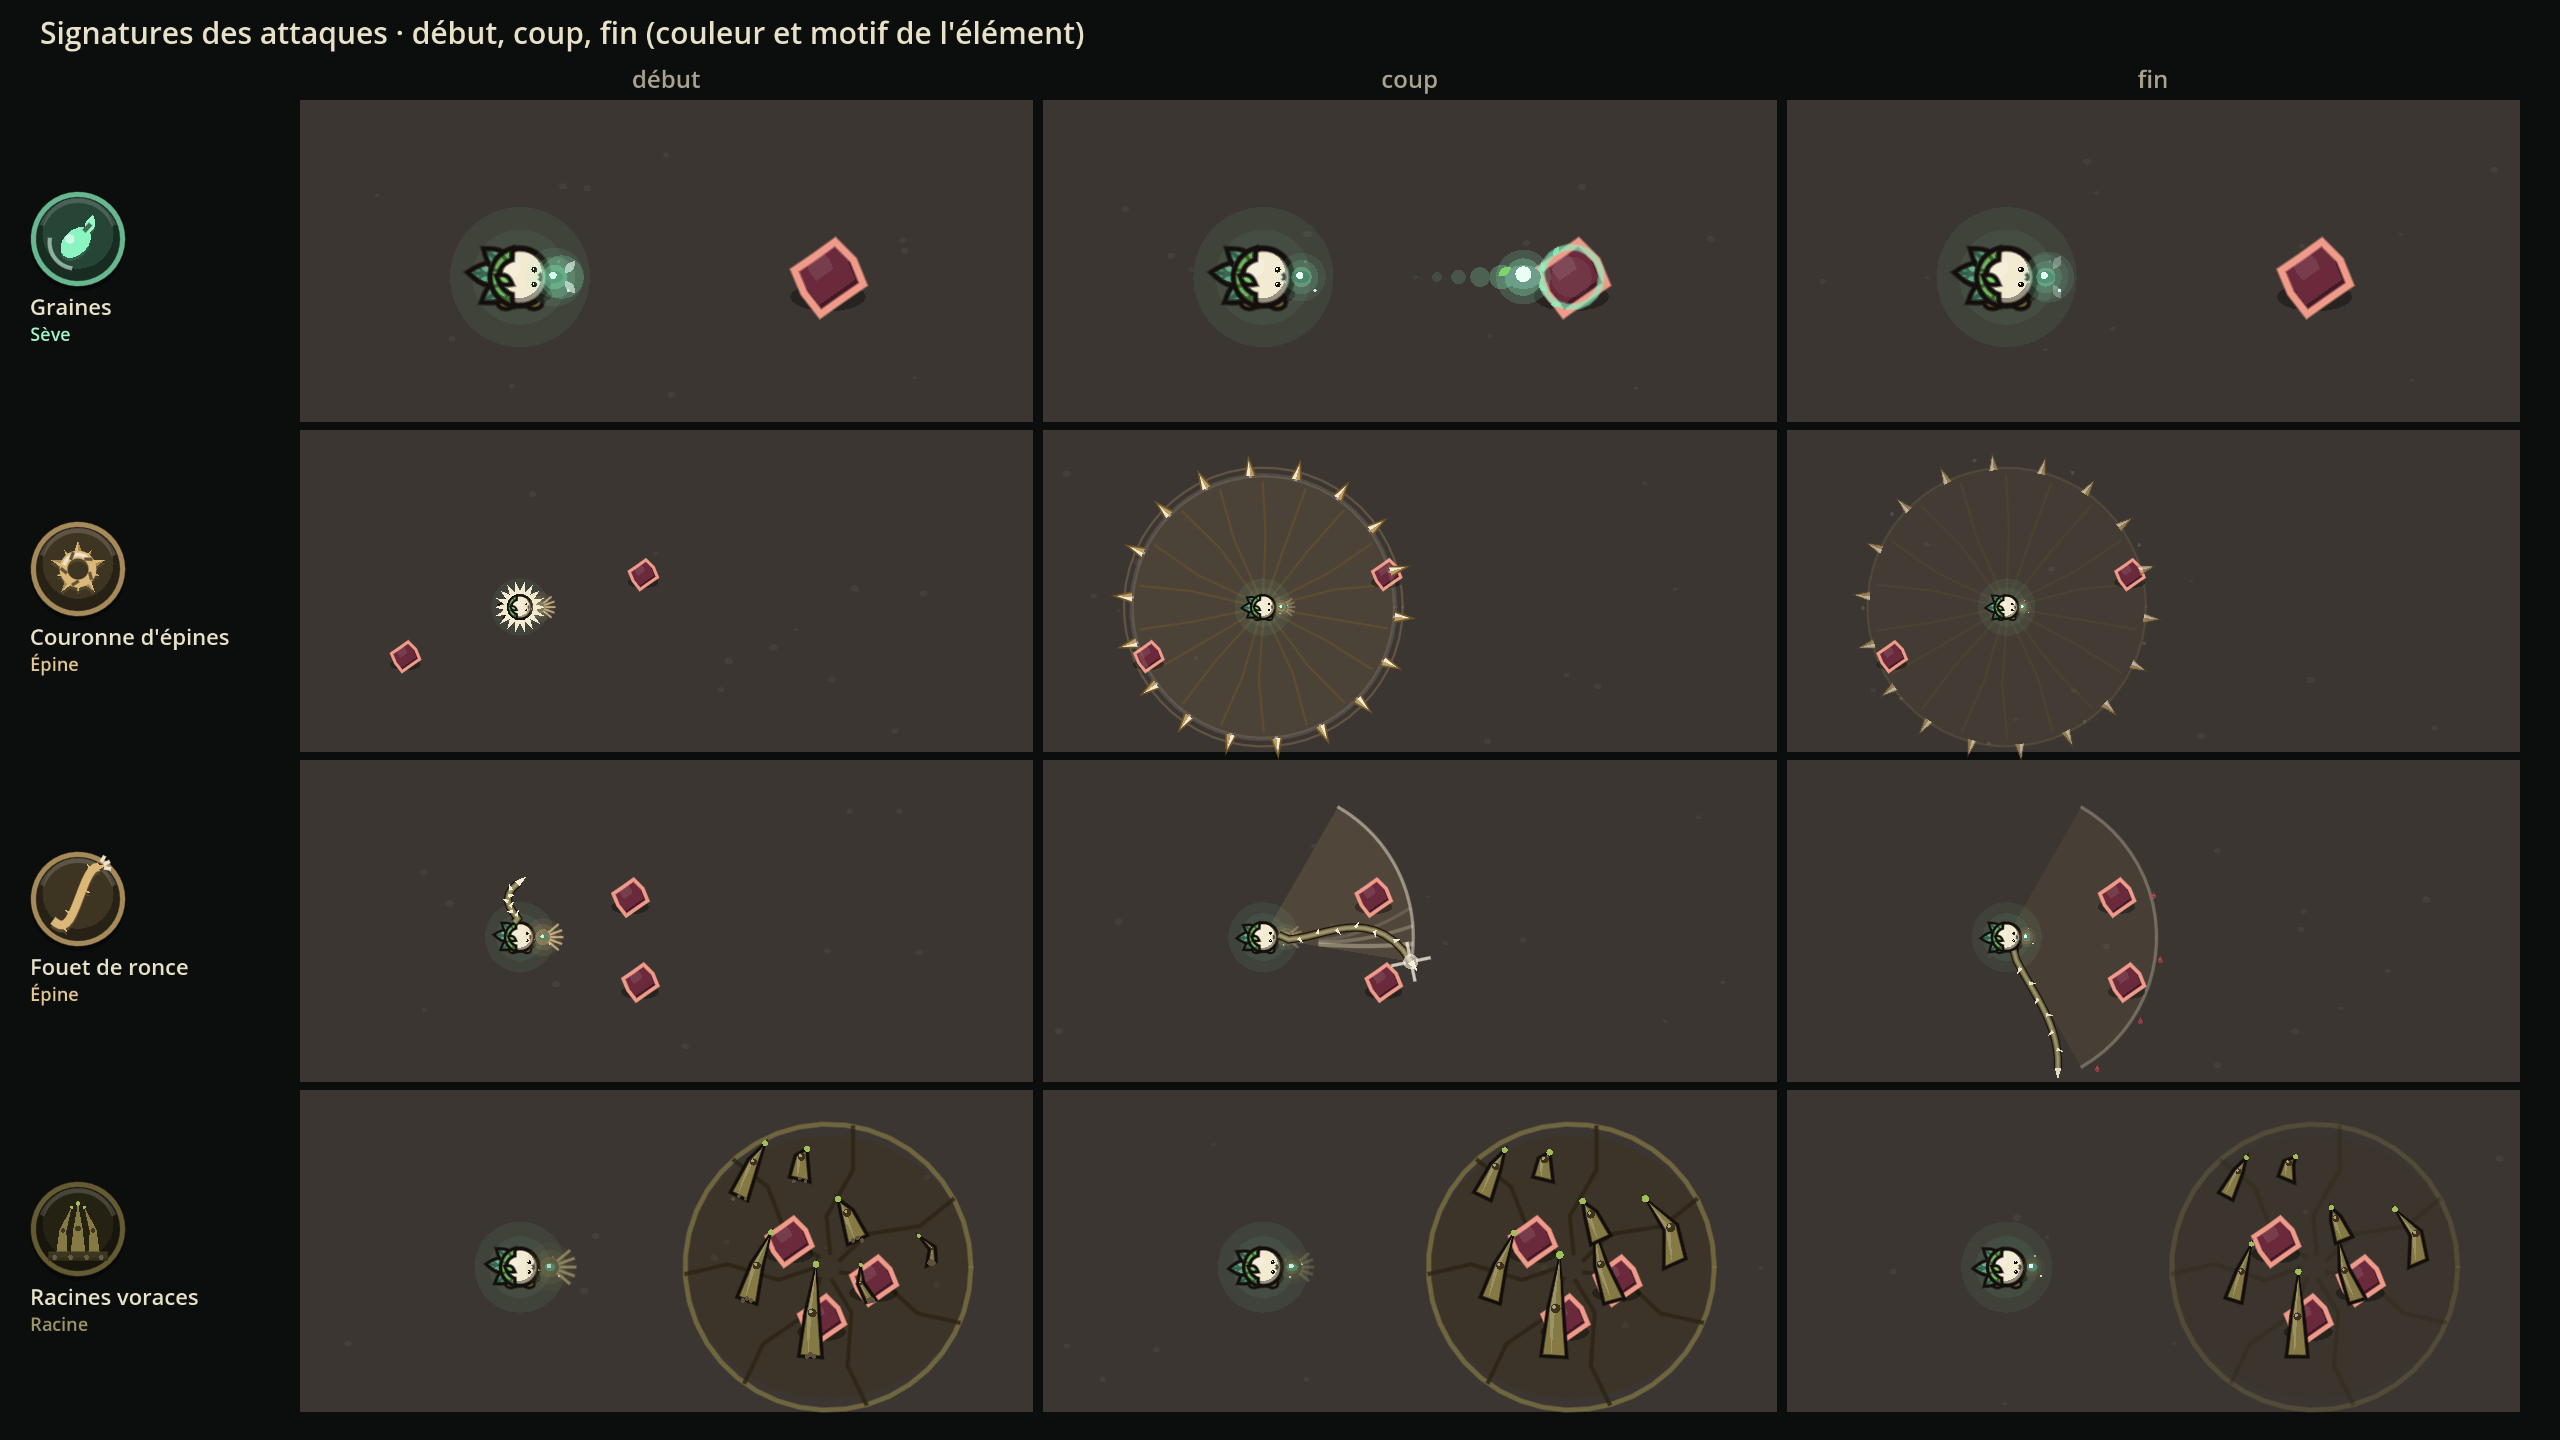 Signatures des attaques · début, coup, fin (couleur et motif de l'élément)
début
coup
fin
Graines
Sève
Couronne d'épines
Épine
Fouet de ronce
Épine
Racines voraces
Racine